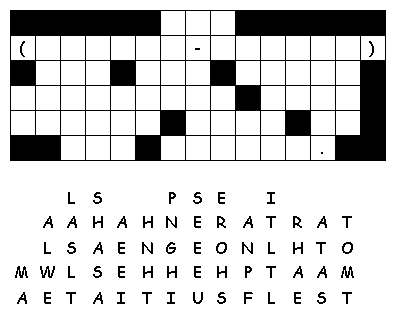 ( - )
.
L S P S E I
A A H A H N E R A T R A T
L S A E N G E O N L H T O
M W L S E H H E H P T A A M
A E T A I T I U S F L E S T